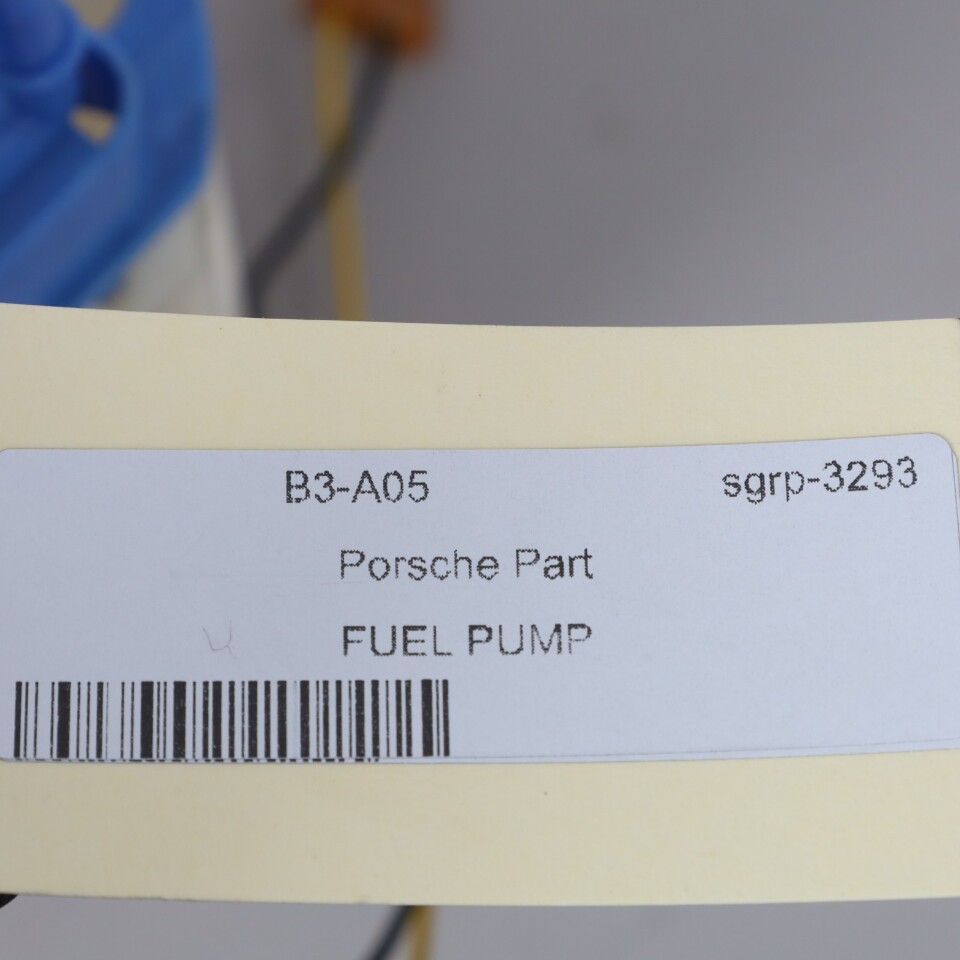 B3-A05 sgrp-3293
Porsche Part
FUEL PUMP